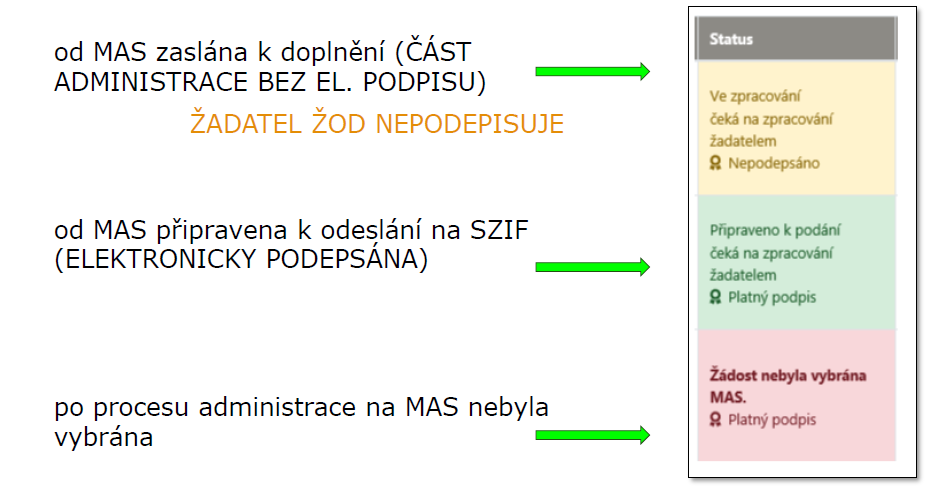 od MAS zaslána k doplnění (ČÁST
ADMINISTRACE BEZ EL. PODPISU)
ŽADATEL ŽOD NEPODEPISUJE
od MAS připravena k odeslání na SZIF
(ELEKTRONICKY PODEPSÁNA)
po procesu administrace na MAS nebyla
vybrána
Status
Ve zpracování
čeká na zpracování
žadatelem
Nepodepsáno
Připraveno k podání
čeká na zpracování
žadatelem
Platný podpis
Žádost nebyla vybrána
MAS.
Platný podpis